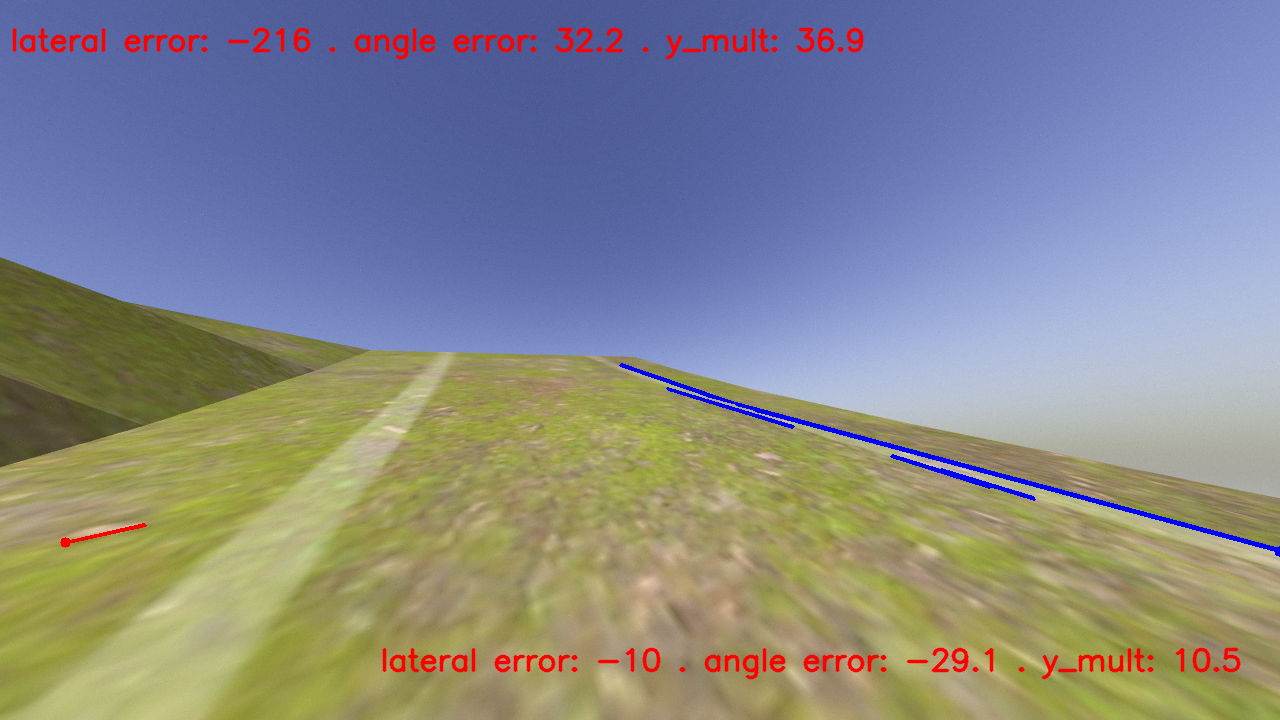 lateral error: -216 . angle error: 32.2 . y_mult: 36.9
lateral error: -10 . angle error: -29.1 . y_mult: 10.5